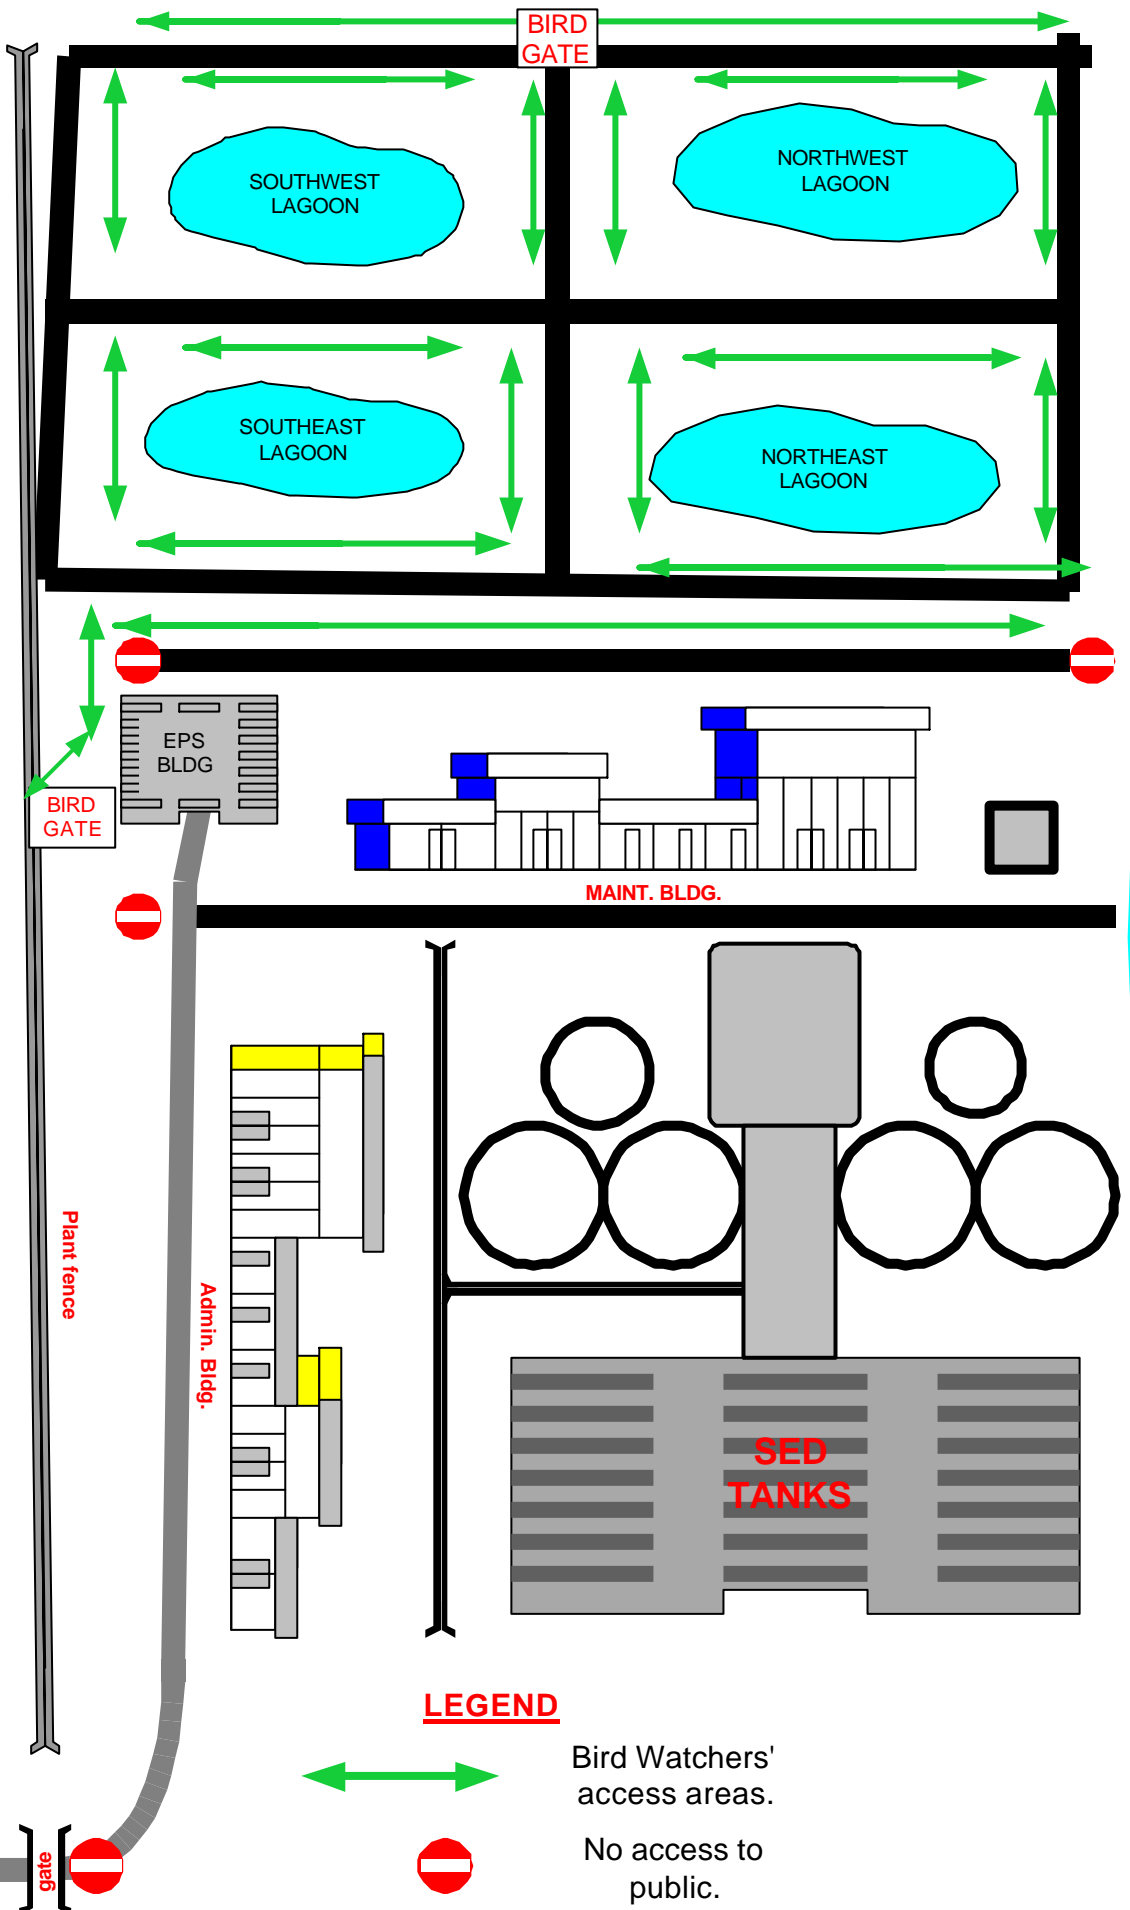 BIRD
GATE
SOUTHWEST
LAGOON
NORTHWEST
LAGOON
SOUTHEAST
LAGOON
NORTHEAST
LAGOON
EPS
BLDG
BIRD
GATE
MAINT. BLDG.
Plant fence
Admin. Bldg.
SED
TANKS
LEGEND
Bird Watchers'
access areas.
No access to
public.
gate